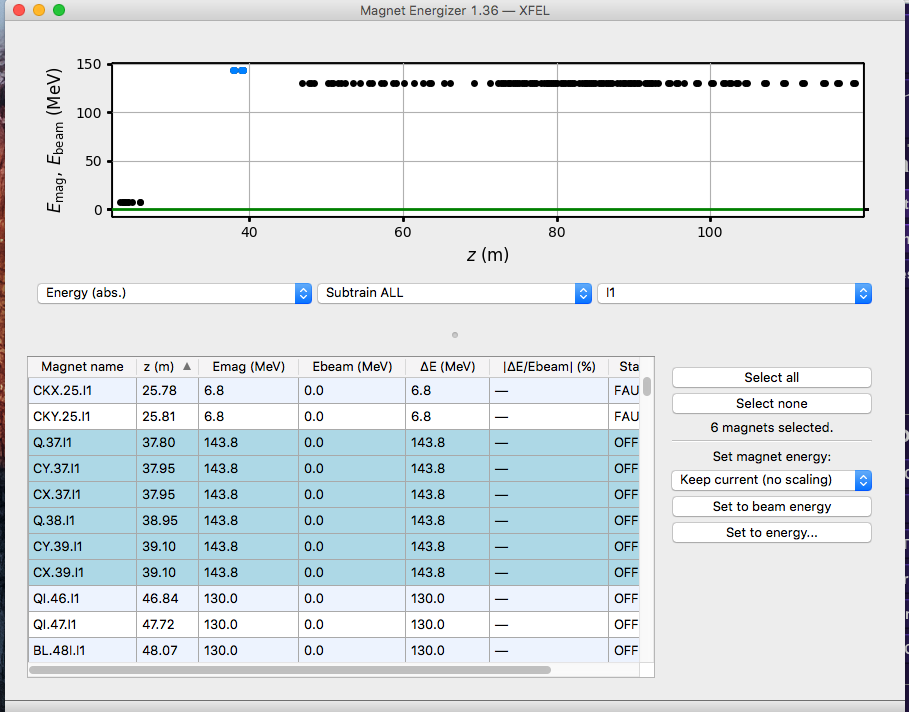 Magnet Energizer 1.36 — XFEL
150
100
50
0
Emag, Ebeam (MeV)
40 60 80 100
z (m)
Energy (abs.) Subtrain ALL I1
Magnet name z (m) Emag (MeV) Ebeam (MeV) ΔE (MeV) |ΔE/Ebeam| (%) Sta
CKX.25.I1 25.78 6.8 0.0 6.8 — FAU
CKY.25.I1 25.81 6.8 0.0 6.8 — FAU
Q.37.I1 37.80 143.8 0.0 143.8 — OFF
CY.37.I1 37.95 143.8 0.0 143.8 — OFF
CX.37.I1 37.95 143.8 0.0 143.8 — OFF
Q.38.I1 38.95 143.8 0.0 143.8 — OFF
CY.39.I1 39.10 143.8 0.0 143.8 — OFF
CX.39.I1 39.10 143.8 0.0 143.8 — OFF
QI.46.I1 46.84 130.0 0.0 130.0 — OFF
QI.47.I1 47.72 130.0 0.0 130.0 — OFF
BL.48I.I1 48.07 130.0 0.0 130.0 — OFF
Select all
Select none
6 magnets selected.
Set magnet energy:
Keep current (no scaling)
Set to beam energy
Set to energy...